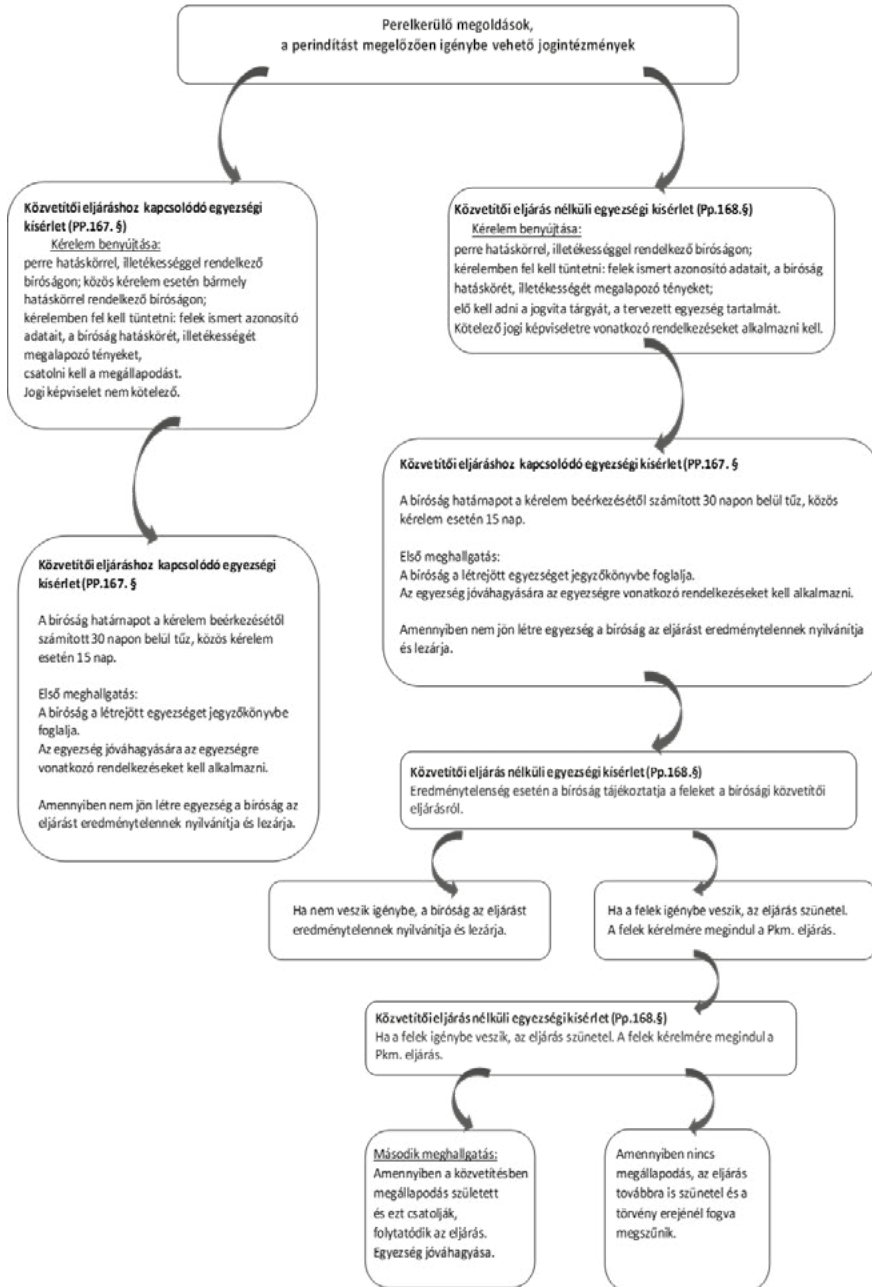 Perelkerülő megoldások,
a perindítást megelőzően igénybe vehető jogintézmények
Közvetítői eljáráshoz kapcsolódó egyezségi
kísérlet (PP.167. §)
Kérelem benyújtása:
perre hatáskörrel, illetékességgel rendelkező
bíróságon; közös kérelem esetén bármely
hatáskörrel rendelkező bíróságon;
kérelemben fel kell tüntetni: felek ismert azonosító
adatait, a bíróság hatáskörét, illetékességét
megalapozó tényeket,
csatolni kell a megállapodást.
Jogi képviselet nem kötelező.
Közvetítői eljárás nélküli egyezségi kísérlet (Pp.168.§)
Kérelem benyújtása:
perre hatáskörrel, illetékességgel rendelkező bíróságon;
kérelemben fel kell tüntetni: felek ismert azonosító adatait, a bíróság
hatáskörét, illetékességét megalapozó tényeket;
elő kell adni a jogvita tárgyát, a tervezett egyezség tartalmát.
Kötelező jogi képviseletre vonatkozó rendelkezéseket alkalmazni kell.
Közvetítői eljáráshoz kapcsolódó egyezségi
kísérlet (PP.167. §
A bíróság határnapot a kérelem beérkezésétől
számított 30 napon belül tűz, közös kérelem
esetén 15 nap.
Első meghallgatás:
A bíróság a létrejött egyezséget jegyzőkönyvbe
foglalja.
Az egyezség jóváhagyására az egyezségre
vonatkozó rendelkezéseket kell alkalmazni.
Amennyiben nem jön létre egyezség a bíróság az
eljárást eredménytelennek nyilvánítja és lezárja.
Közvetítői eljáráshoz kapcsolódó egyezségi kísérlet (PP.167. §
A bíróság határnapot a kérelem beérkezésétől számított 30 napon belül tűz, közös
kérelem esetén 15 nap.
Első meghallgatás:
A bíróság a létrejött egyezséget jegyzőkönyvbe foglalja.
Az egyezség jóváhagyására az egyezségre vonatkozó rendelkezéseket kell alkalmazni.
Amennyiben nem jön létre egyezség a bíróság az eljárást eredménytelennek nyilvánítja
és lezárja.
Közvetítői eljárás nélküli egyezségi kísérlet (Pp.168.§)
Eredménytelenség esetén a bíróság tájékoztatja a feleket a bírósági közvetítői
eljárásról.
Ha nem veszik igénybe, a bíróság az eljárást
eredménytelennek nyilvánítja és lezárja.
Ha a felek igénybe veszik, az eljárás szünetel.
A felek kérelmére megindul a Pkm. eljárás.
Közvetítői eljárás nélküli egyezségi kísérlet (Pp.168.§)
Ha a felek igénybe veszik, az eljárás szünetel. A felek kérelmére megindul a
Pkm. eljárás.
Második meghallgatás:
Amennyiben a közvetítésben
megállapodás született
és ezt csatolják,
folytatódik az eljárás.
Egyezség jóváhagyása.
Amennyiben nincs
megállapodás, az eljárás
továbbra is szünetel és a
törvény erejénél fogva
megszűnik.